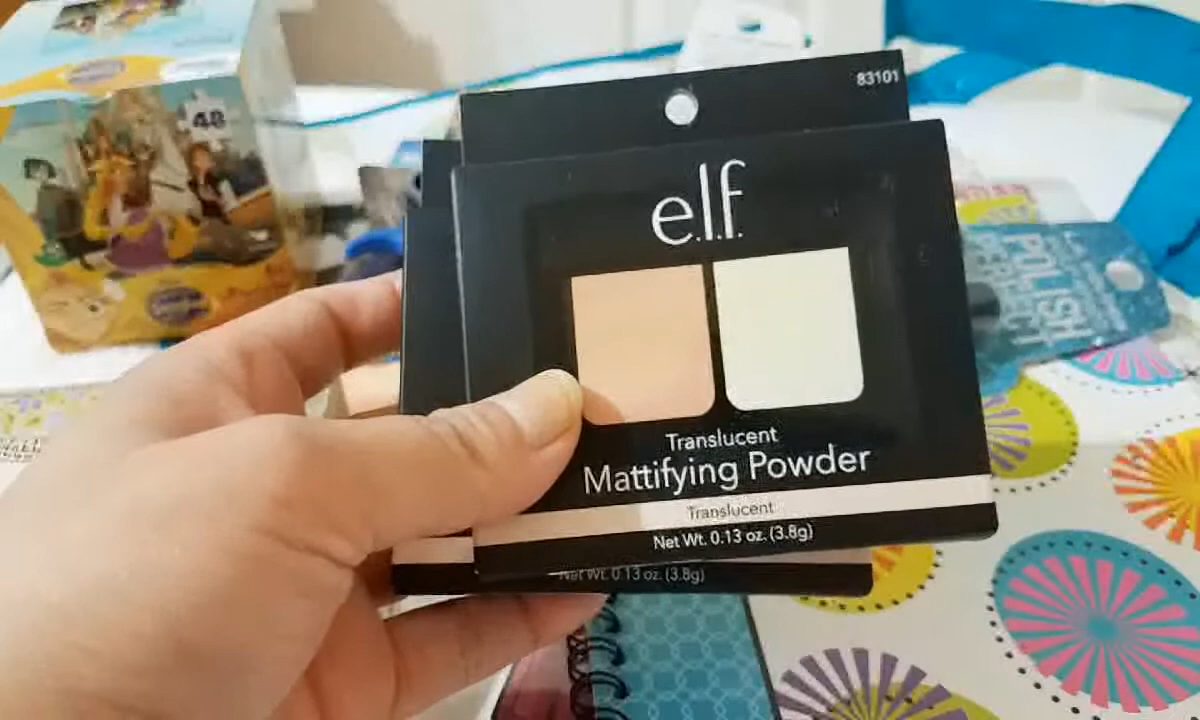 83101
e.l.f.
Translucent
Mattifying Powder
Translucent
Net Wt. 0.13 oz. (3.8g)
Net Wt. 0.13 oz. (3.8g)
48
POLISH
PERFECT